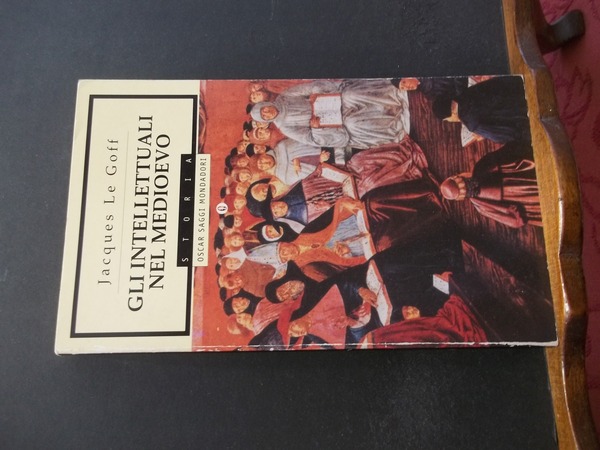 Jacques Le Goff
GLI INTELLETTUALI
NEL MEDIOEVO
STORIA
OSCAR SAGGI MONDADORI